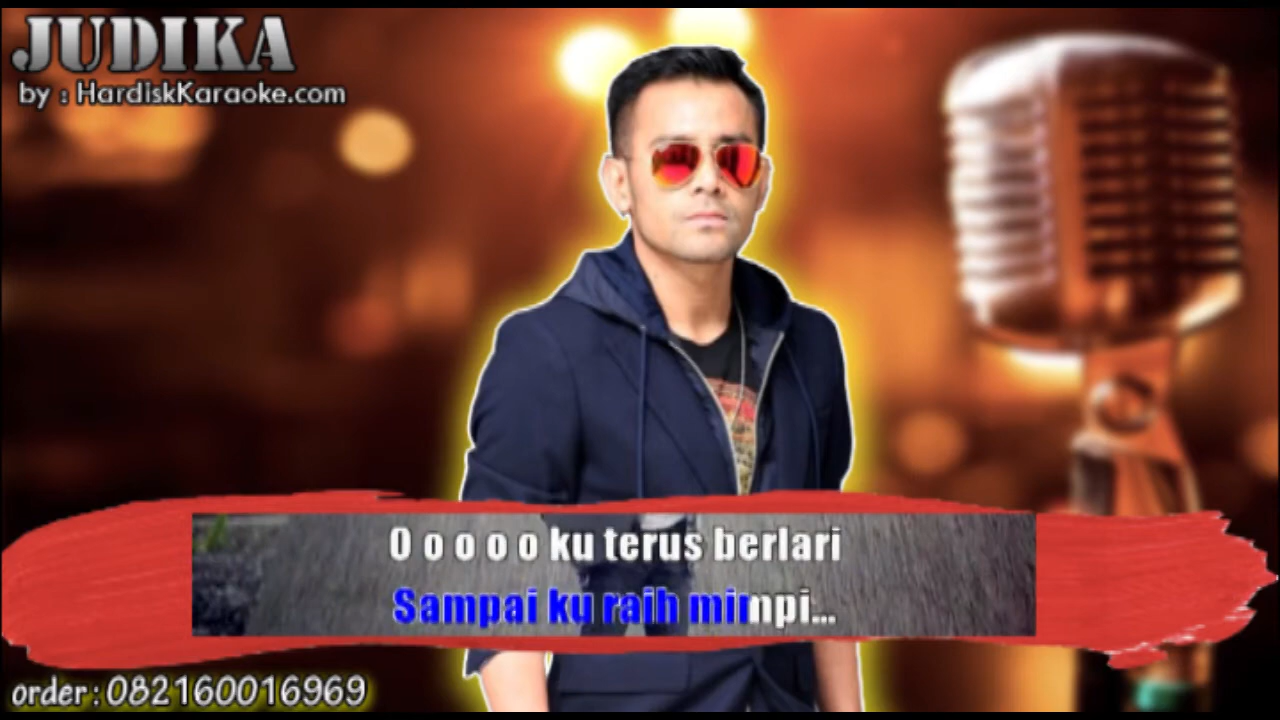 JUDIKA
by : HardiskKaraoke.com
O o o o o o ku terus berlari
Sampai ku raih mimpi...
order : 082160016969